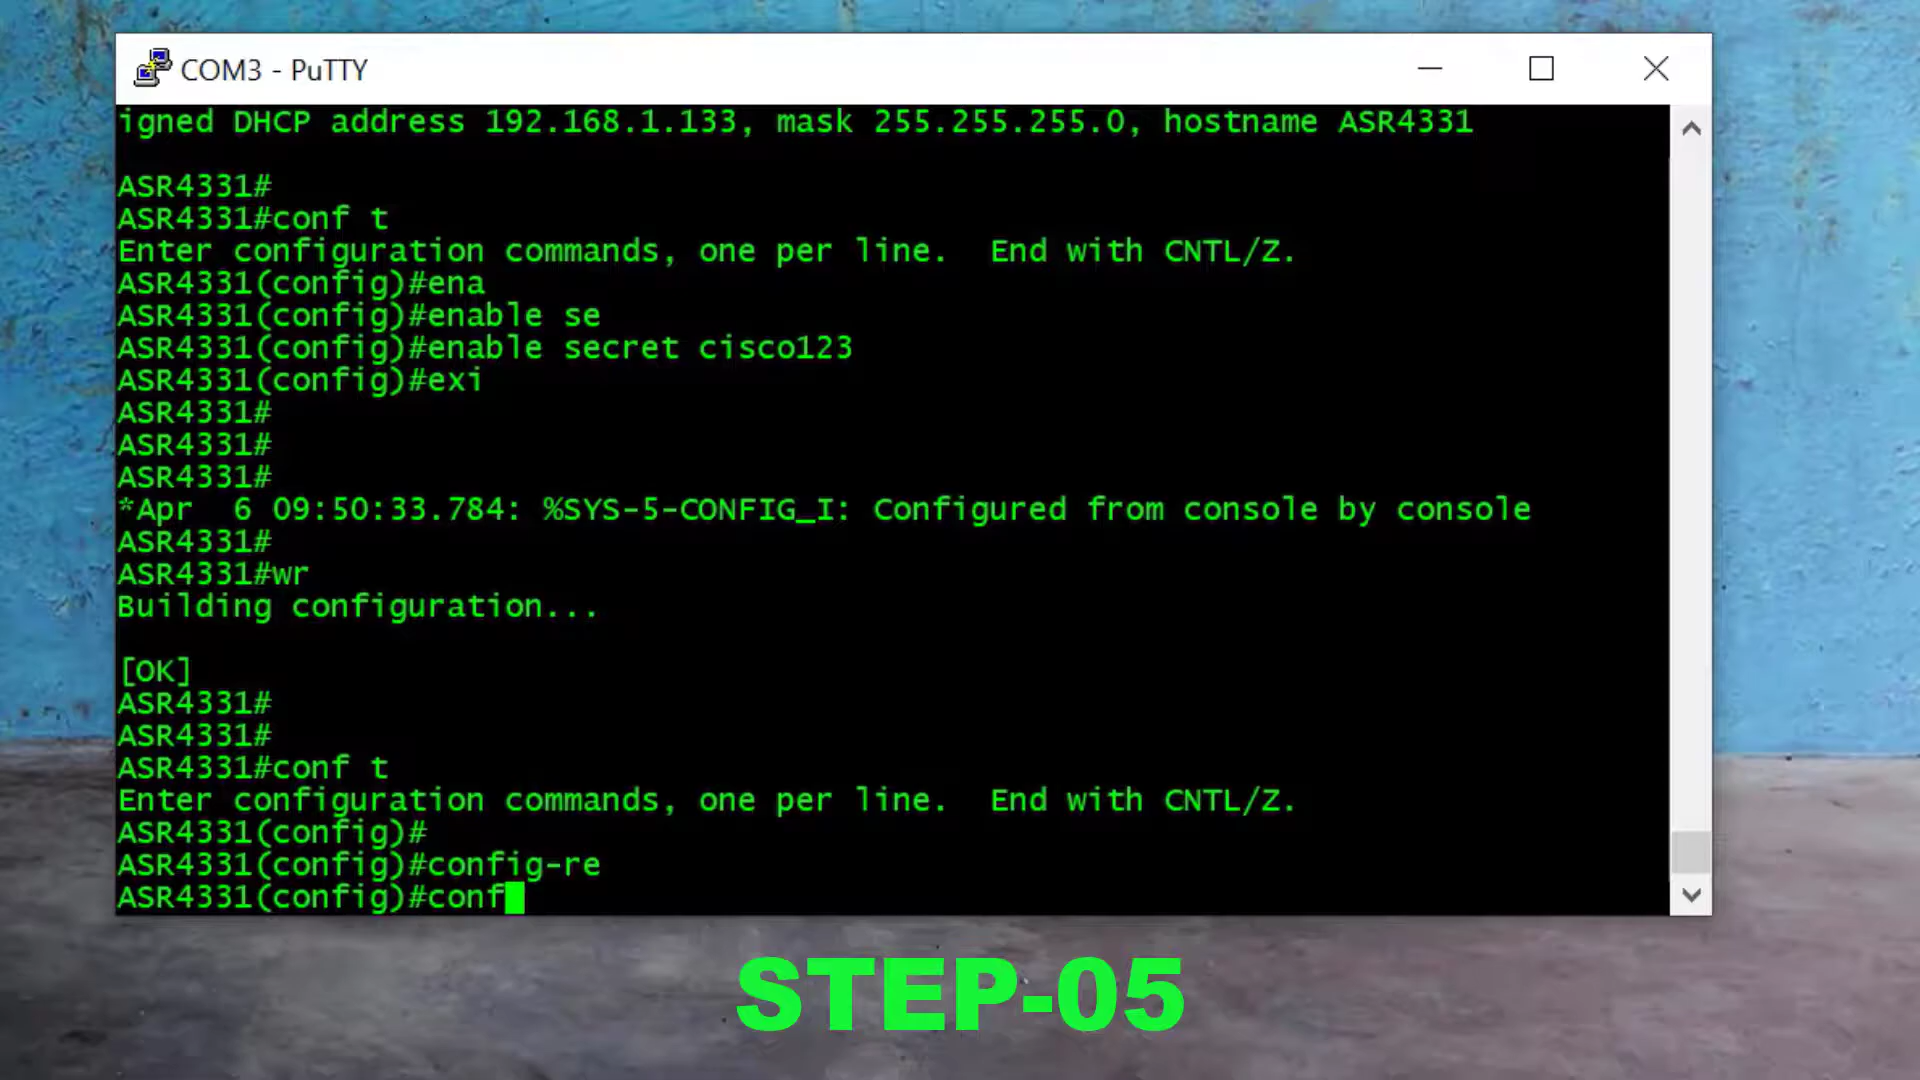 COM3 - PuTTY
igned DHCP address 192.168.1.133, mask 255.255.255.0, hostname ASR4331
ASR4331#
ASR4331#conf t
Enter configuration commands, one per line.  End with CNTL/Z.
ASR4331(config)#ena
ASR4331(config)#enable se
ASR4331(config)#enable secret cisco123
ASR4331(config)#exi
ASR4331#
ASR4331#
ASR4331#
*Apr  6 09:50:33.784: %SYS-5-CONFIG_I: Configured from console by console
ASR4331#
ASR4331#wr
Building configuration...
[OK]
ASR4331#
ASR4331#
ASR4331#conf t
Enter configuration commands, one per line.  End with CNTL/Z.
ASR4331(config)#
ASR4331(config)#config-re
ASR4331(config)#conf
STEP-05